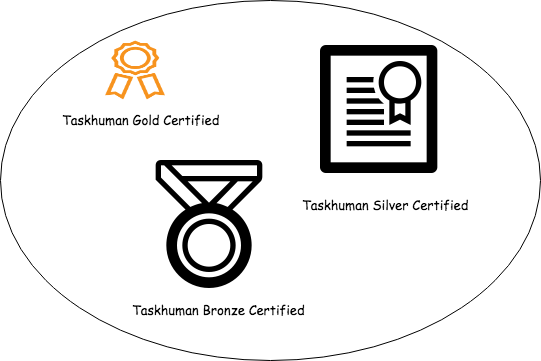 Taskhuman Gold Certified
Taskhuman Silver Certified
Taskhuman Bronze Certified